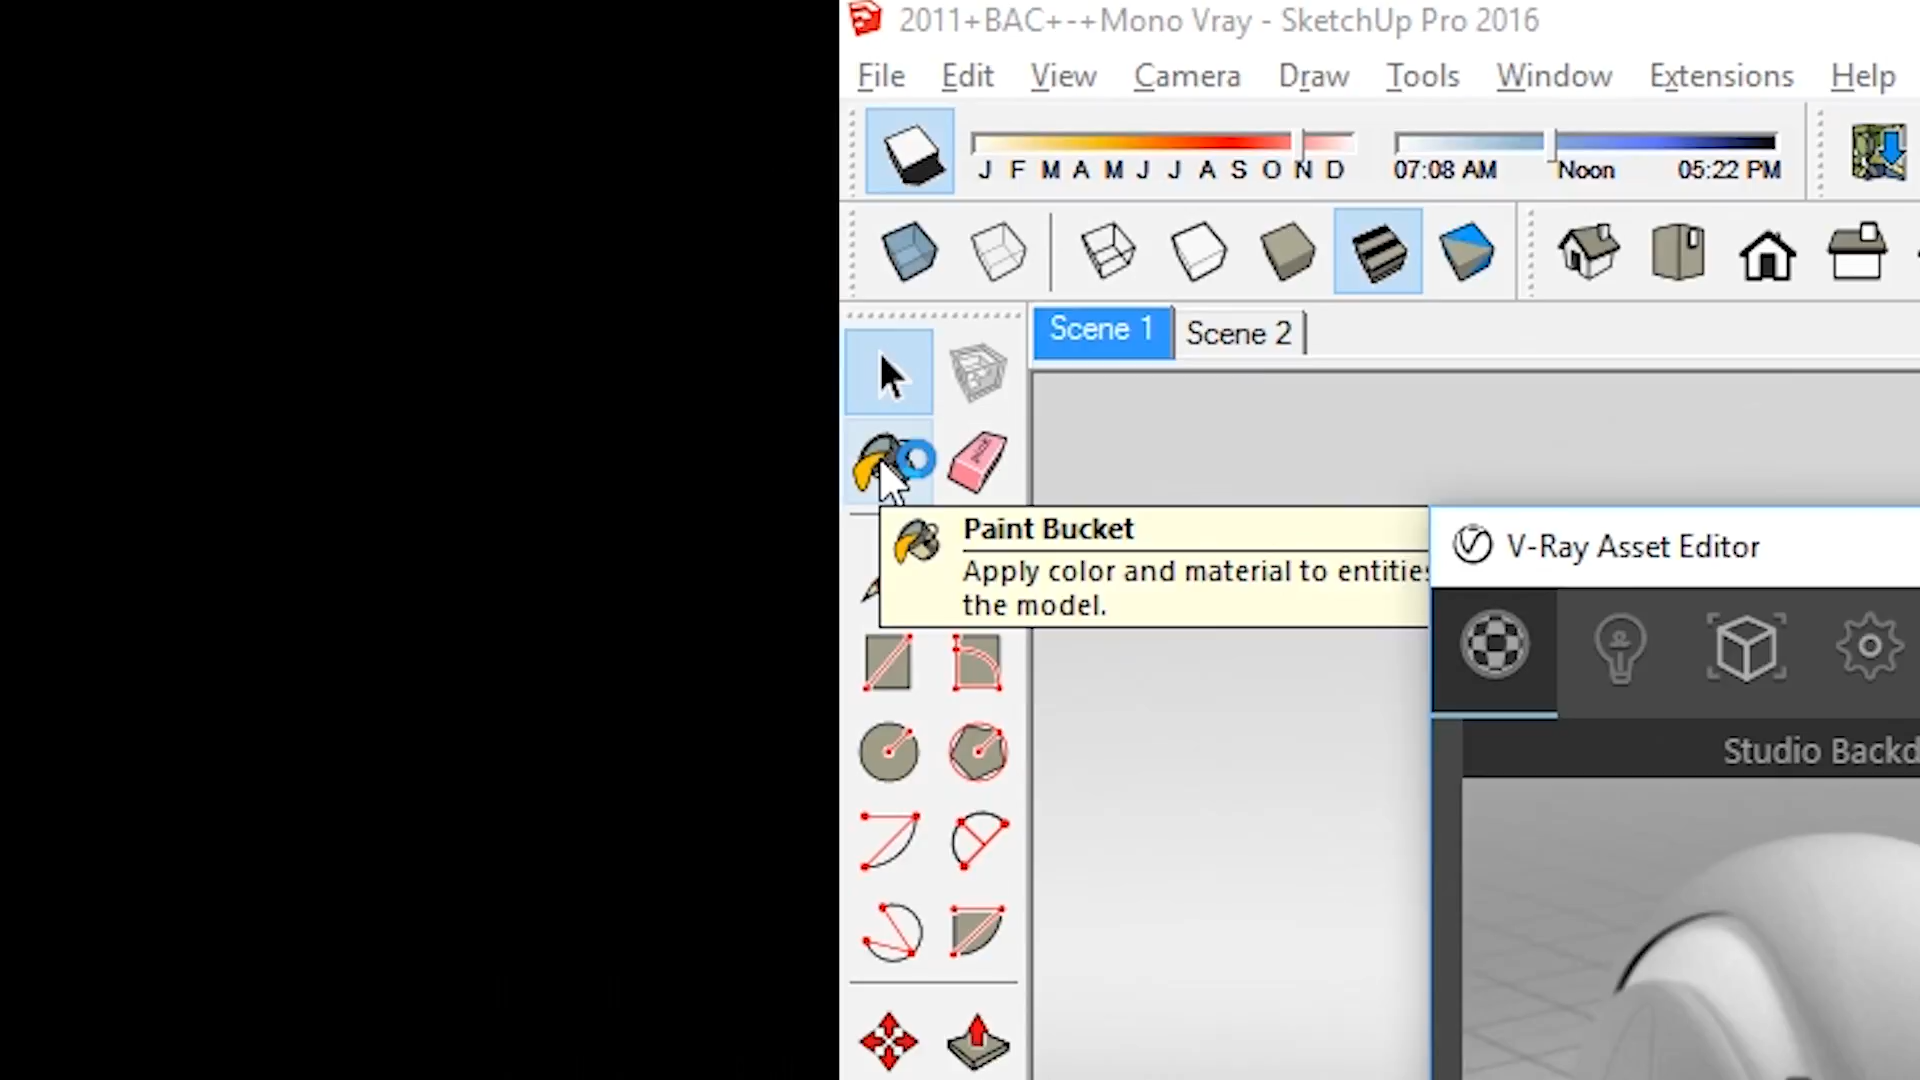 2011+BAC+-+Mono Vray - SketchUp Pro 2016
File Edit View Camera Draw Tools Window Extensions Help
J F M A M J J A S O N D
07:08 AM Noon 05:22 PM
Scene 1 Scene 2
Paint Bucket
Apply color and material to entities
the model.
V-Ray Asset Editor
Studio Backd